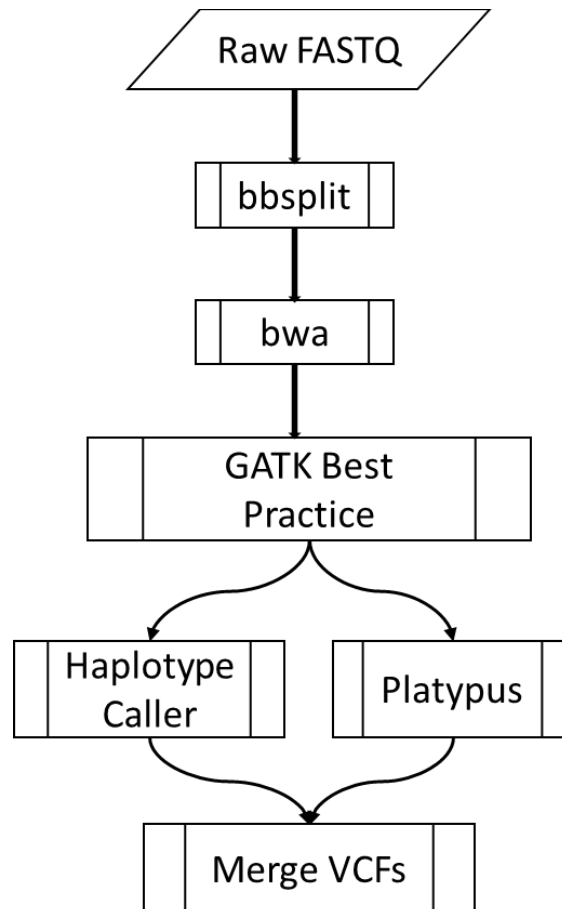 Raw FASTQ
bbsplit
bwa
GATK Best
Practice
Haplotype
Caller
Platypus
Merge VCFs